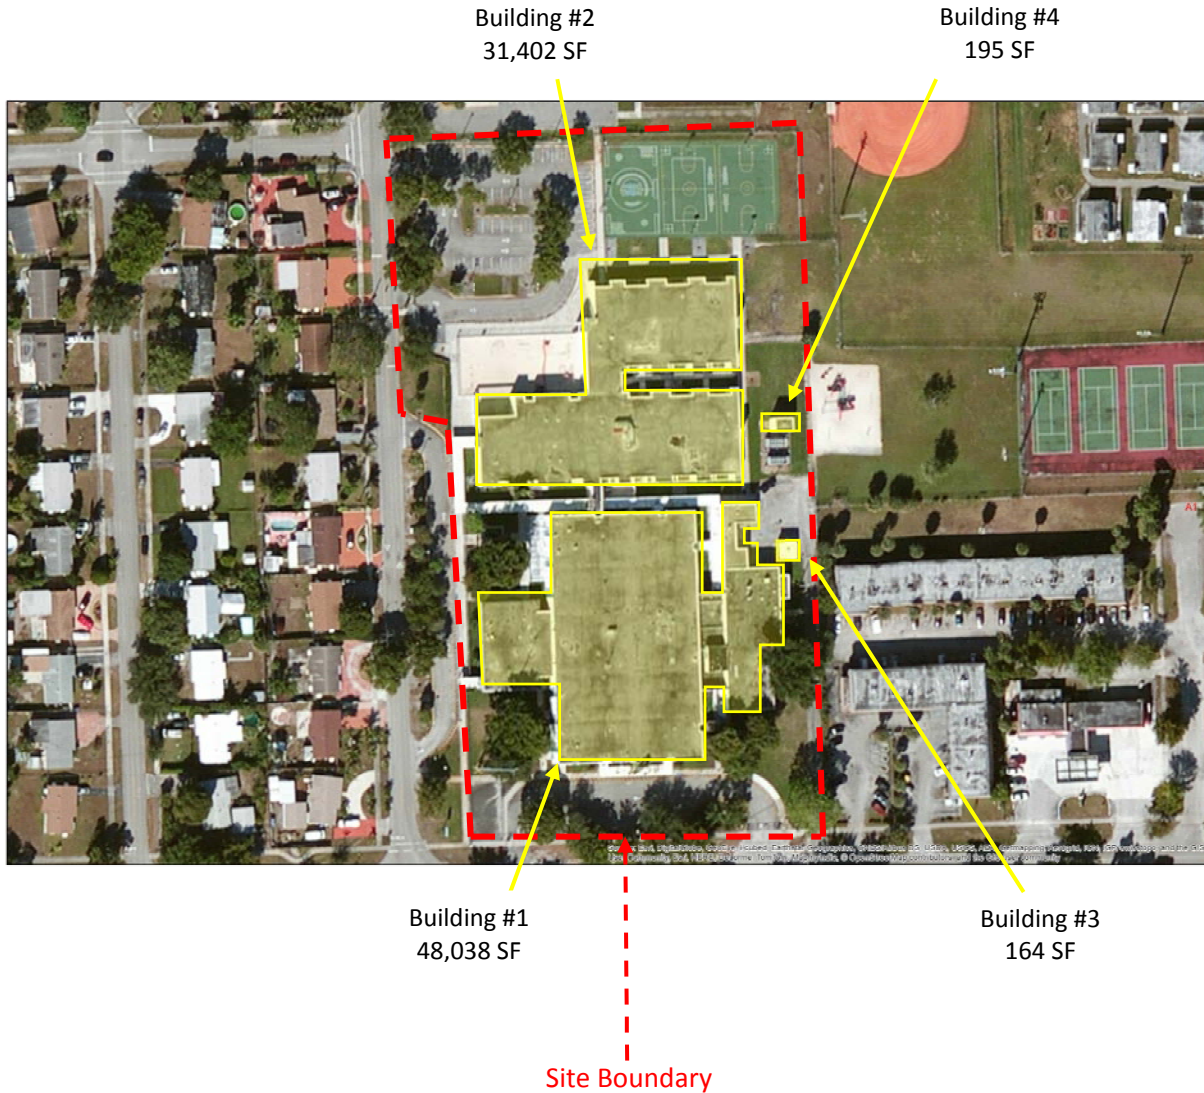 Building #2
31,402 SF
Building #4
195 SF
Building #1
48,038 SF
Building #3
164 SF
Site Boundary